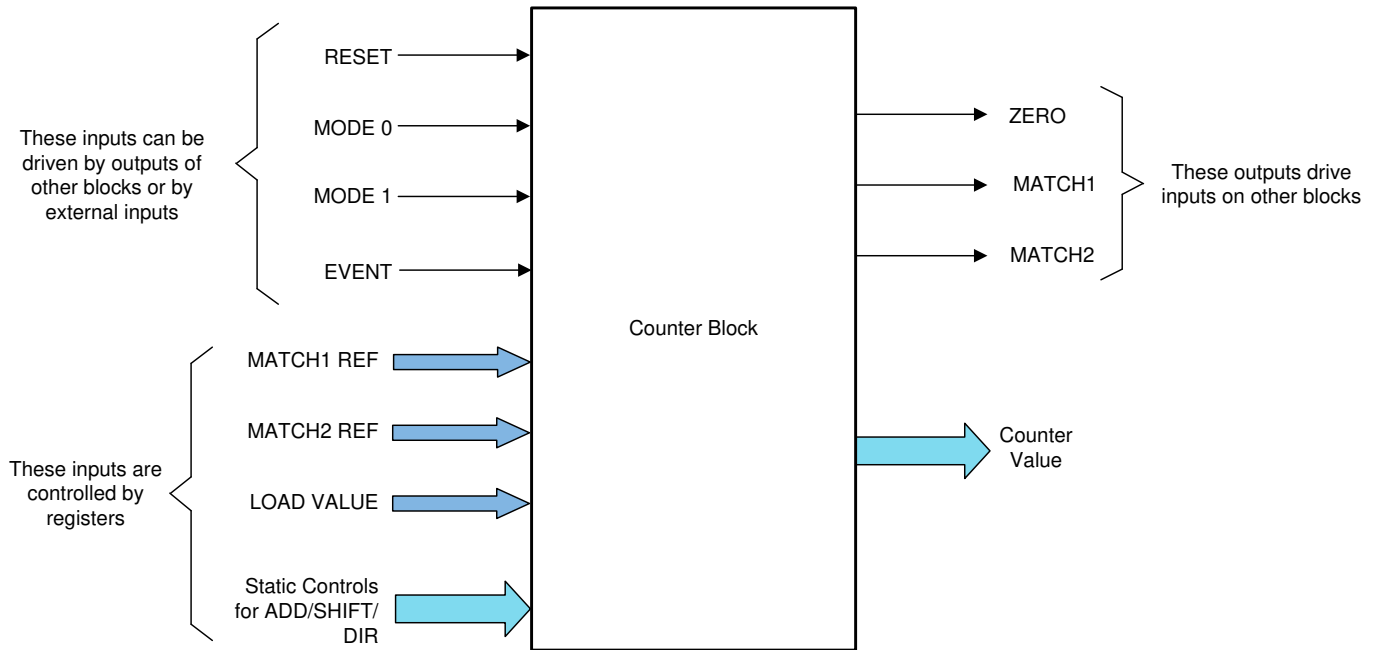 These inputs can be
driven by outputs of
other blocks or by
external inputs
RESET
MODE 0
MODE 1
EVENT
These inputs are
controlled by
registers
MATCH1 REF
MATCH2 REF
LOAD VALUE
Static Controls
for ADD/SHIFT/
DIR
Counter Block
ZERO
MATCH1
MATCH2
These outputs drive
inputs on other blocks
Counter
Value